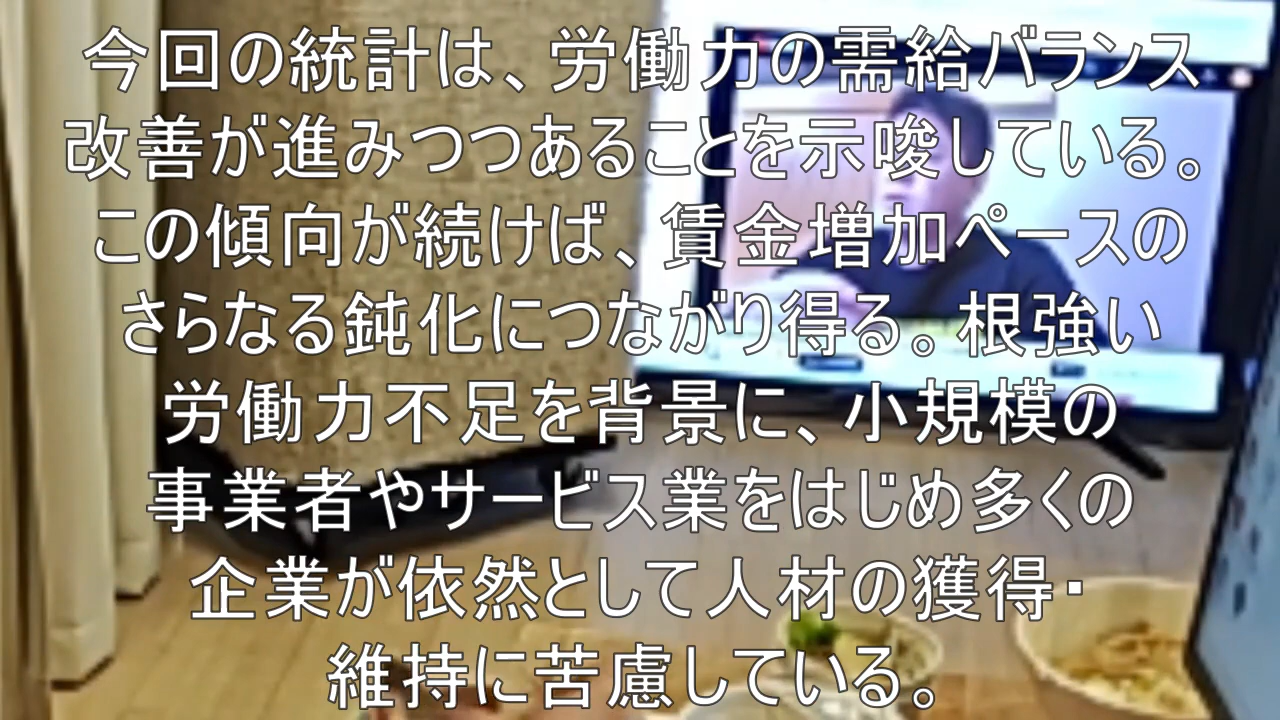 今回の統計は、労働力の需給バランス
改善が進みつつあることを示唆している。
この傾向が続けば、賃金増加ペースの
さらなる鈍化につながり得る。根強い
労働力不足を背景に、小規模の
事業者やサービス業をはじめ多くの
企業が依然として人材の獲得・
維持に苦慮している。